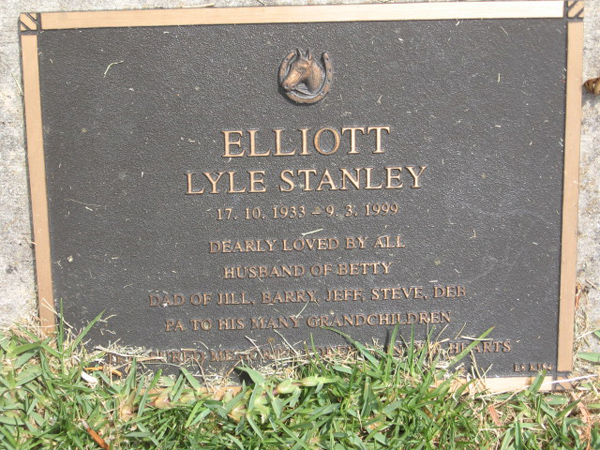 ELLIOTT
LYLE STANLEY
17. 10. 1933 – 9. 3. 1999
DEARLY LOVED BY ALL
HUSBAND OF BETTY
DAD OF JILL, BARRY, JEFF, STEVE, DEB
PA TO HIS MANY GRANDCHILDREN
HEARTS